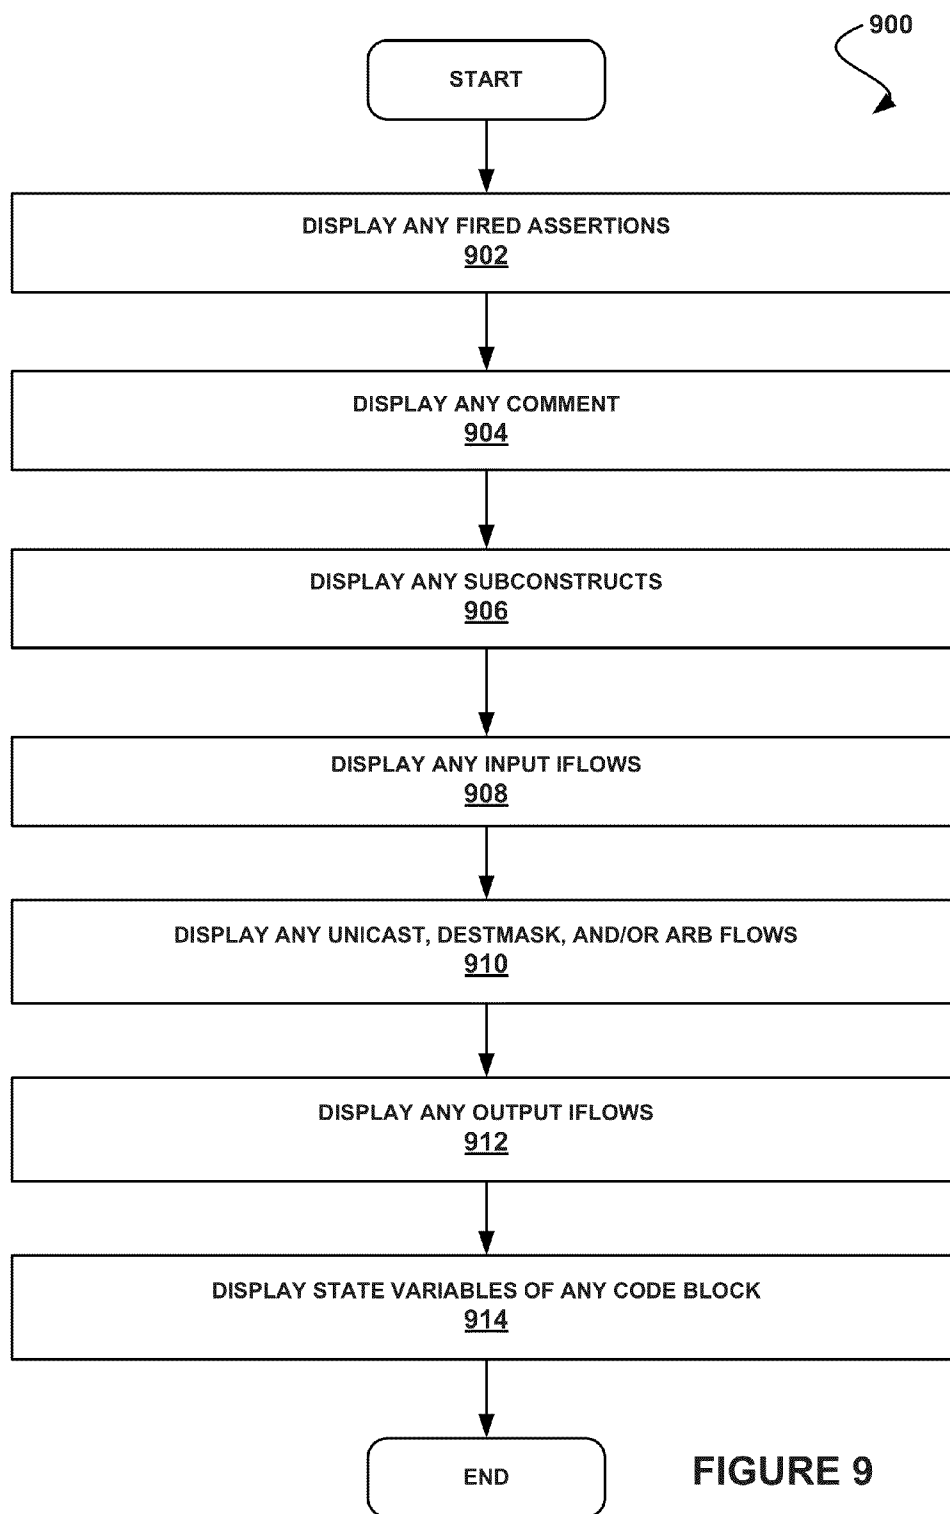 900
START
DISPLAY ANY FIRED ASSERTIONS
902
DISPLAY ANY COMMENT
904
DISPLAY ANY SUBCONSTRUCTS
906
DISPLAY ANY INPUT IFLOWS
908
DISPLAY ANY UNICAST, DESTMASK, AND/OR ARB FLOWS
910
DISPLAY ANY OUTPUT IFLOWS
912
DISPLAY STATE VARIABLES OF ANY CODE BLOCK
914
END
FIGURE 9